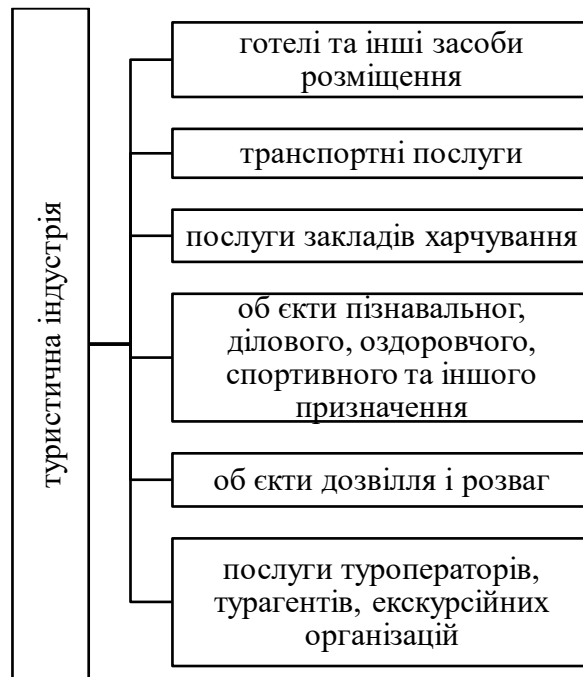 туристична індустрія
готелі та інші засоби
розміщення
транспортні послуги
послуги закладів харчування
об єкти пізнавальног,
ділового, оздоровчого,
спортивного та іншого
призначення
об єкти дозвілля і розваг
послуги туроператорів,
турагентів, екскурсійних
організацій